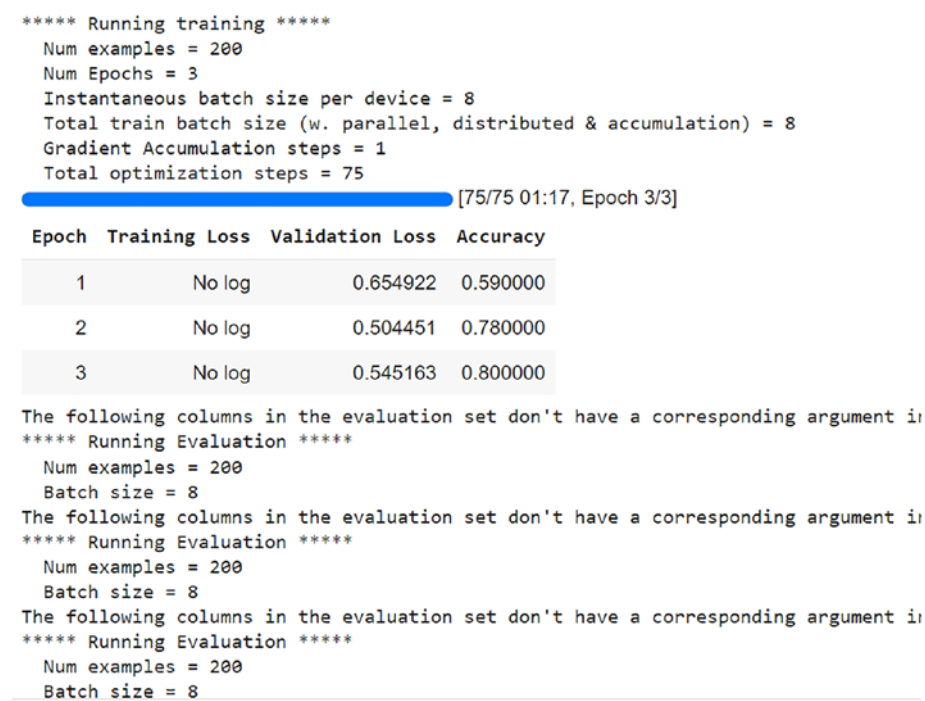 ***** Running training *****
Num examples = 200
Num Epochs = 3
Instantaneous batch size per device = 8
Total train batch size (w. parallel, distributed & accumulation) = 8
Gradient Accumulation steps = 1
Total optimization steps = 75
[75/75 01:17, Epoch 3/3]
Epoch Training Loss Validation Loss Accuracy
1 No log 0.654922 0.590000
2 No log 0.504451 0.780000
3 No log 0.545163 0.800000
The following columns in the evaluation set don't have a corresponding argument
***** Running Evaluation *****
Num examples = 200
Batch size = 8
The following columns in the evaluation set don't have a corresponding argument
***** Running Evaluation *****
Num examples = 200
Batch size = 8
The following columns in the evaluation set don't have a corresponding argument
***** Running Evaluation *****
Num examples = 200
Batch size = 8